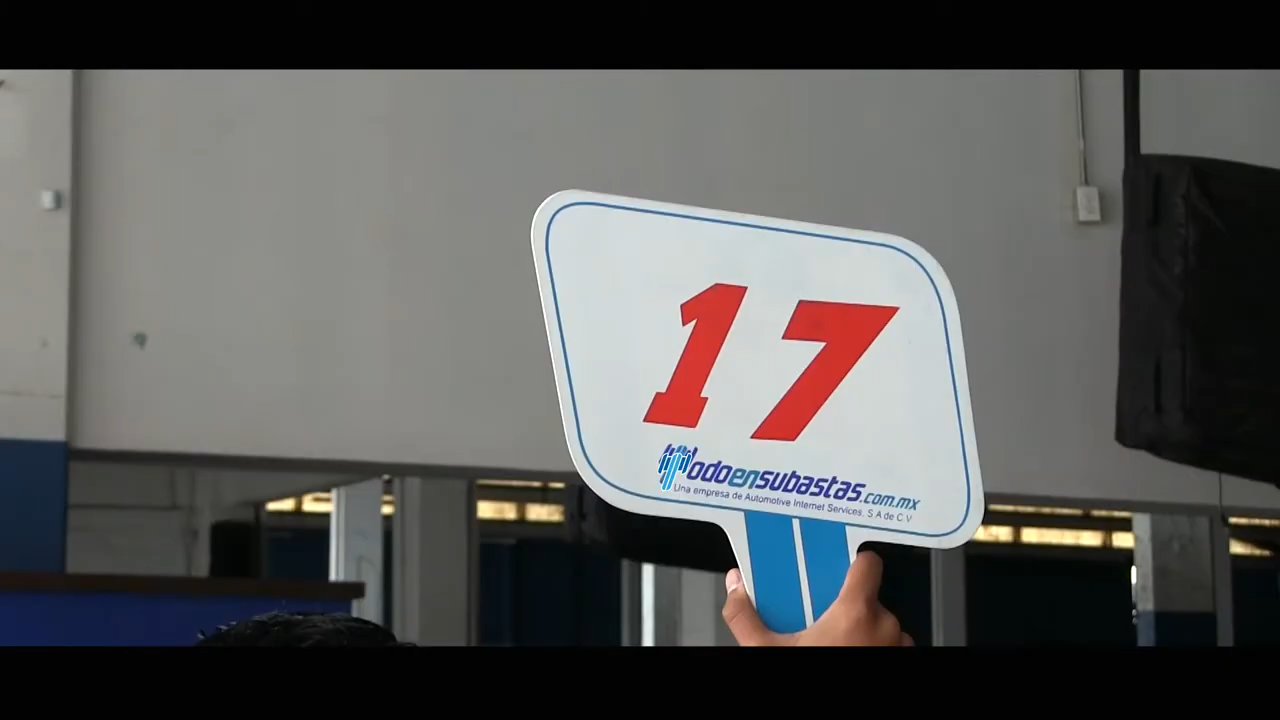 17
Todoensubastas.com.mx
Una empresa de Automotive Internet Services, S.A de C.V